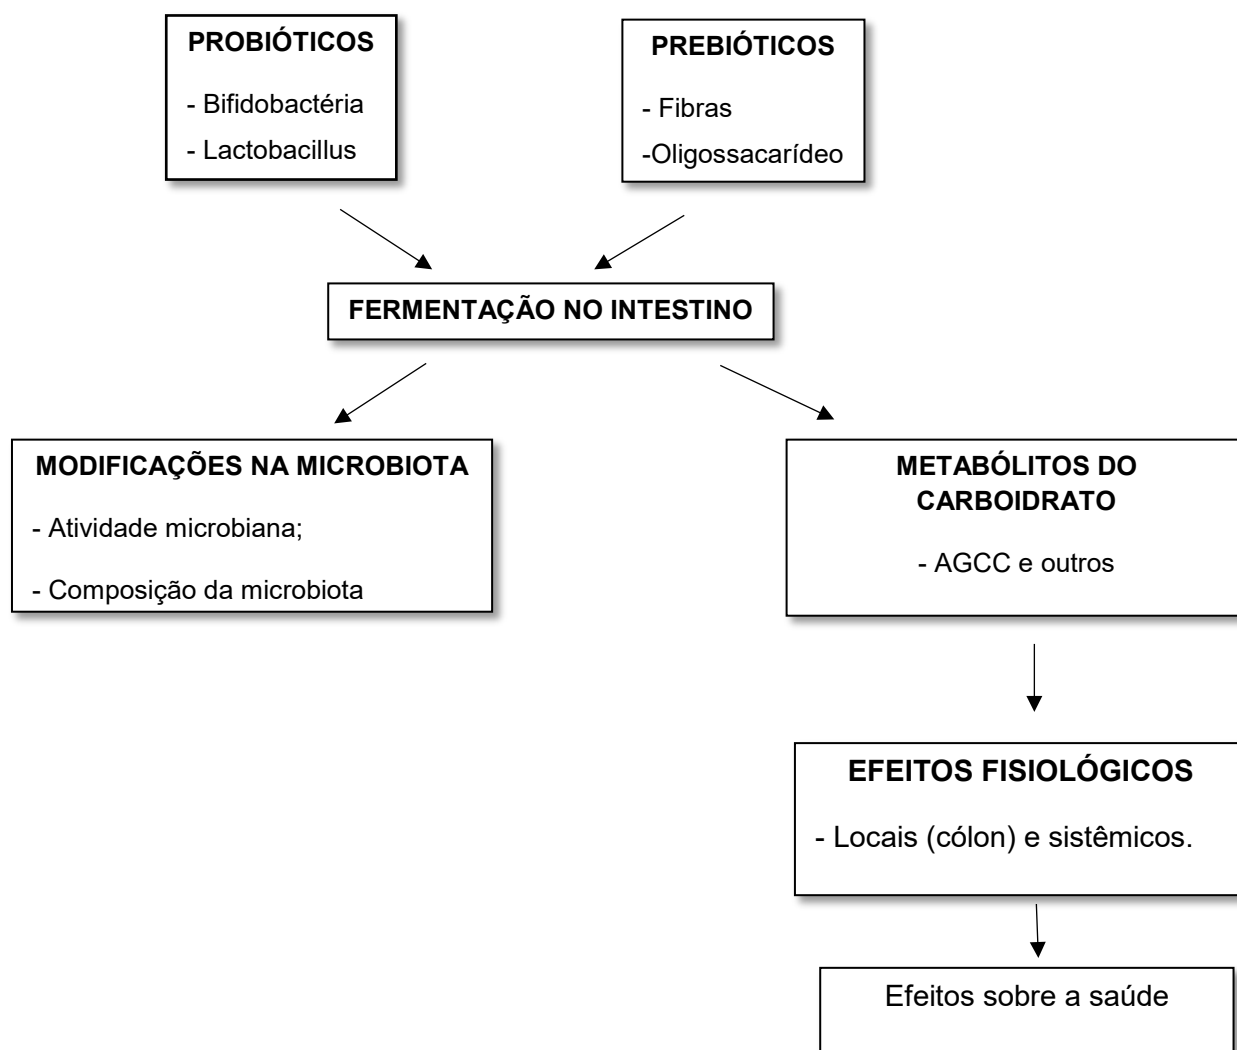 PROBIÓTICOS
- Bifidobactéria
- Lactobacillus
PREBIÓTICOS
- Fibras
-Oligossacarídeo
FERMENTAÇÃO NO INTESTINO
MODIFICAÇÕES NA MICROBIOTA
- Atividade microbiana;
- Composição da microbiota
METABÓLITOS DO
CARBOIDRATO
- AGCC e outros
EFEITOS FISIOLÓGICOS
- Locais (cólon) e sistêmicos.
Efeitos sobre a saúde